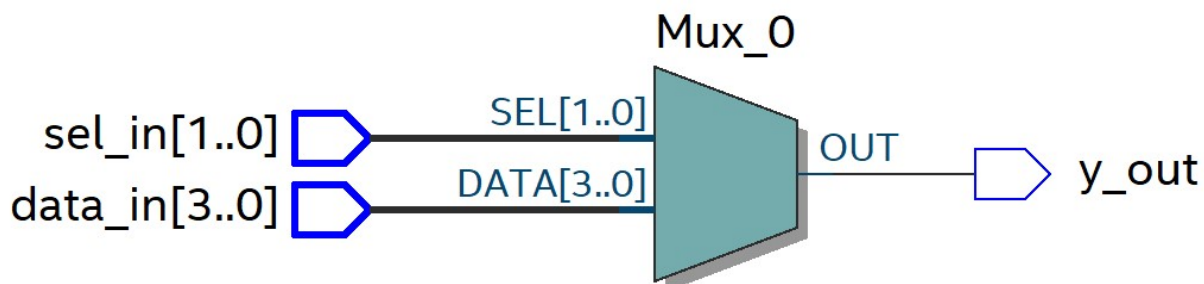 Mux_0
sel_in[1..0] SEL[1..0]
OUT y_out
data_in[3..0] DATA[3..0]